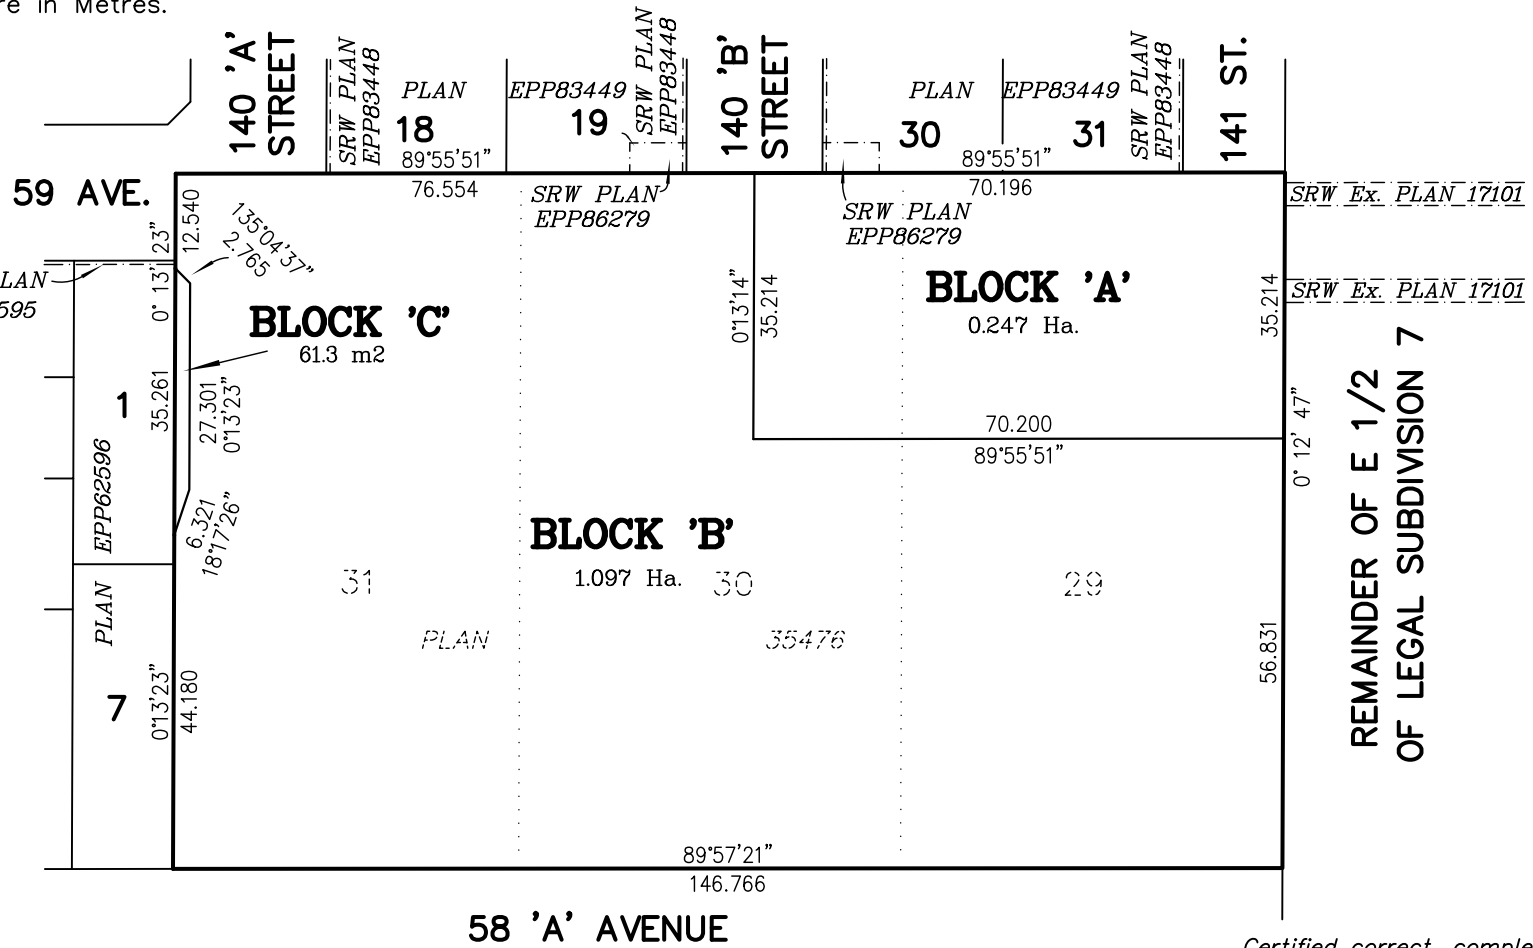 re in Metres.
140 'A' STREET
SRW PLAN EPP83448
PLAN
18
89°55'51"
EPP83449
19
SRW PLAN EPP83448
140 'B' STREET
PLAN
30
EPP83449
31
89°55'51"
SRW PLAN EPP83448
141 ST.
59 AVE.
76.554
SRW PLAN
EPP86279
SRW PLAN
EPP86279
70.196
SRW Ex. PLAN 17101
SRW Ex. PLAN 17101
12.540
135°04'37"
2.765
0° 13' 23"
LAN
595
BLOCK 'C'
61.3 m2
0°13'14"
35.214
BLOCK 'A'
0.247 Ha.
35.214
1
35.261
27.301
0°13'23"
EPP62596
70.200
89°55'51"
0° 12' 47"
REMAINDER OF E 1/2
OF LEGAL SUBDIVISION 7
6.321
18°17'26"
BLOCK 'B'
1.097 Ha.
31
30
29
PLAN
PLAN
35476
56.831
7
0°13'23"
44.180
89°57'21"
146.766
58 'A' AVENUE
Certified correct, comple